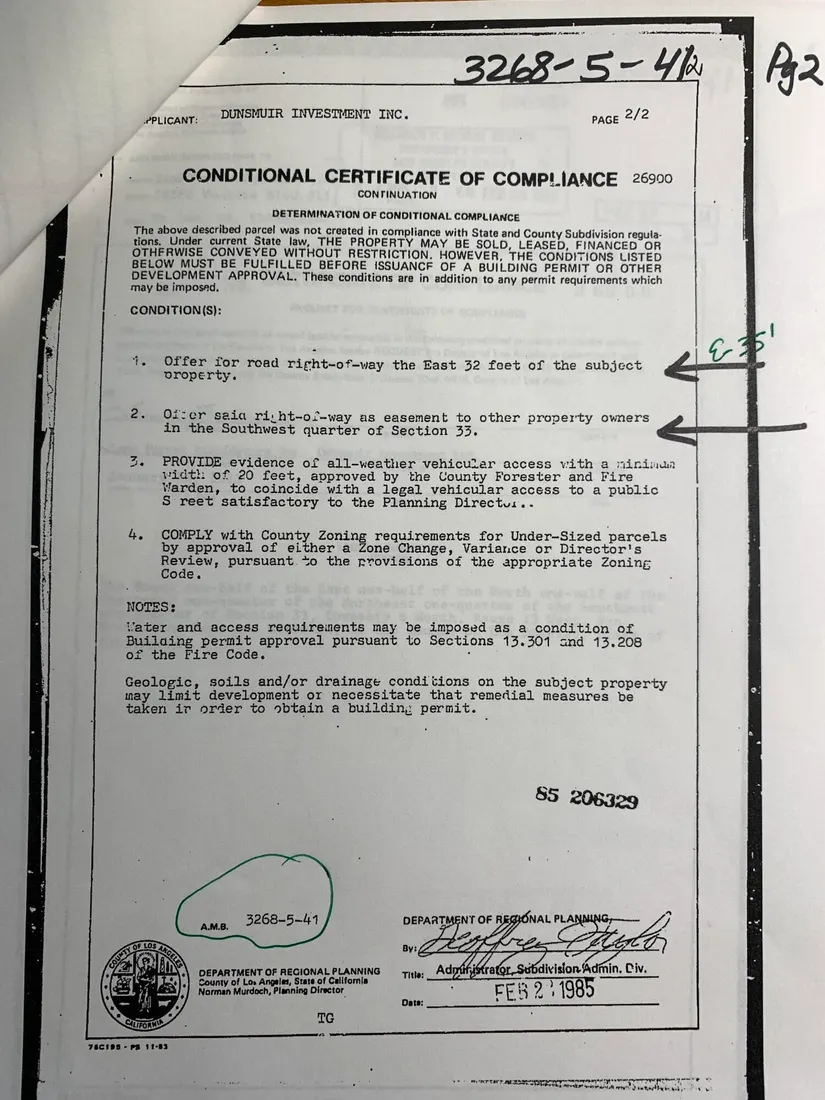 3268-5-41/2 Pg2
PPLICANT: DUNSMUIR INVESTMENT INC. PAGE 2/2
CONDITIONAL CERTIFICATE OF COMPLIANCE 26900
CONTINUATION
DETERMINATION OF CONDITIONAL COMPLIANCE
The above described parcel was not created in compliance with State and County Subdivision regula-
tions. Under current State law, THE PROPERTY MAY BE SOLD, LEASED, FINANCED OR
OTHERWISE CONVEYED WITHOUT RESTRICTION. HOWEVER, THE CONDITIONS LISTED
BELOW MUST BE FULFILLED BEFORE ISSUANCE OF A BUILDING PERMIT OR OTHER
DEVELOPMENT APPROVAL. These conditions are in addition to any permit requirements which
may be imposed.
CONDITION(S):
E-35'
1. Offer for road right-of-way the East 32 feet of the subject
property.
2. Offer said right-of-way as easement to other property owners
in the Southwest quarter of Section 33.
3. PROVIDE evidence of all-weather vehicular access with a minimum
width of 20 feet, approved by the County Forester and Fire
Warden, to coincide with a legal vehicular access to a public
S reet satisfactory to the Planning Director.
4. COMPLY with County Zoning requirements for Under-Sized parcels
by approval of either a Zone Change, Variance or Director's
Review, pursuant to the provisions of the appropriate Zoning
Code.
NOTES:
Water and access requirements may be imposed as a condition of
Building permit approval pursuant to Sections 13.301 and 13.208
of the Fire Code.
Geologic, soils and/or drainage conditions on the subject property
may limit development or necessitate that remedial measures be
taken in order to obtain a building permit.
85 206329
A.M.B. 3268-5-41
DEPARTMENT OF REGIONAL PLANNING
By: Geoffrey Taylor
Title: Administrator, Subdivision Admin. Div.
Date: FEB 21 1985
COUNTY OF LOS ANGELES
CALIFORNIA
DEPARTMENT OF REGIONAL PLANNING
County of Los Angeles, State of California
Norman Murdoch, Planning Director
TG
76C195 - PS 11-83